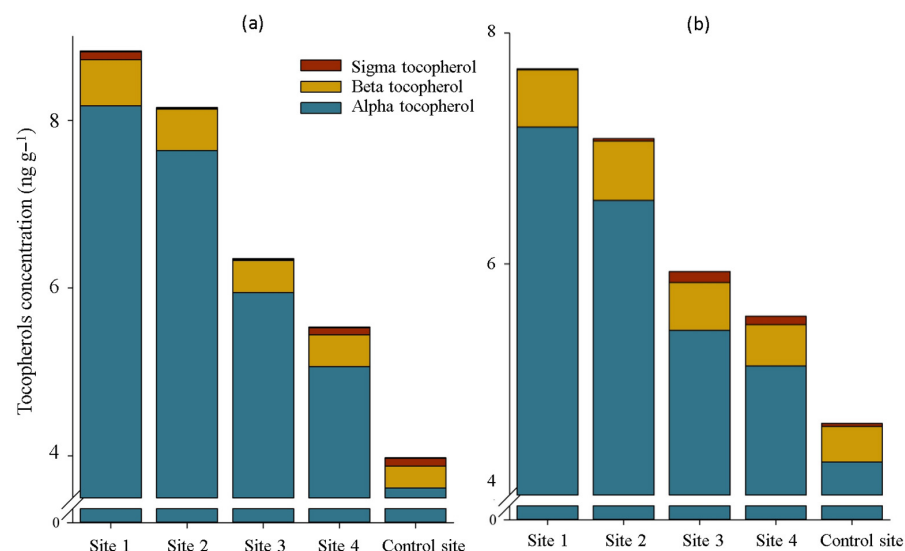 (a)
(b)
Sigma tocopherol
Beta tocopherol
Alpha tocopherol
Tocopherols concentration (ng g–1)
8
6
4
0
8
6
4
0
Site 1 Site 2 Site 3 Site 4 Control site
Site 1 Site 2 Site 3 Site 4 Control site